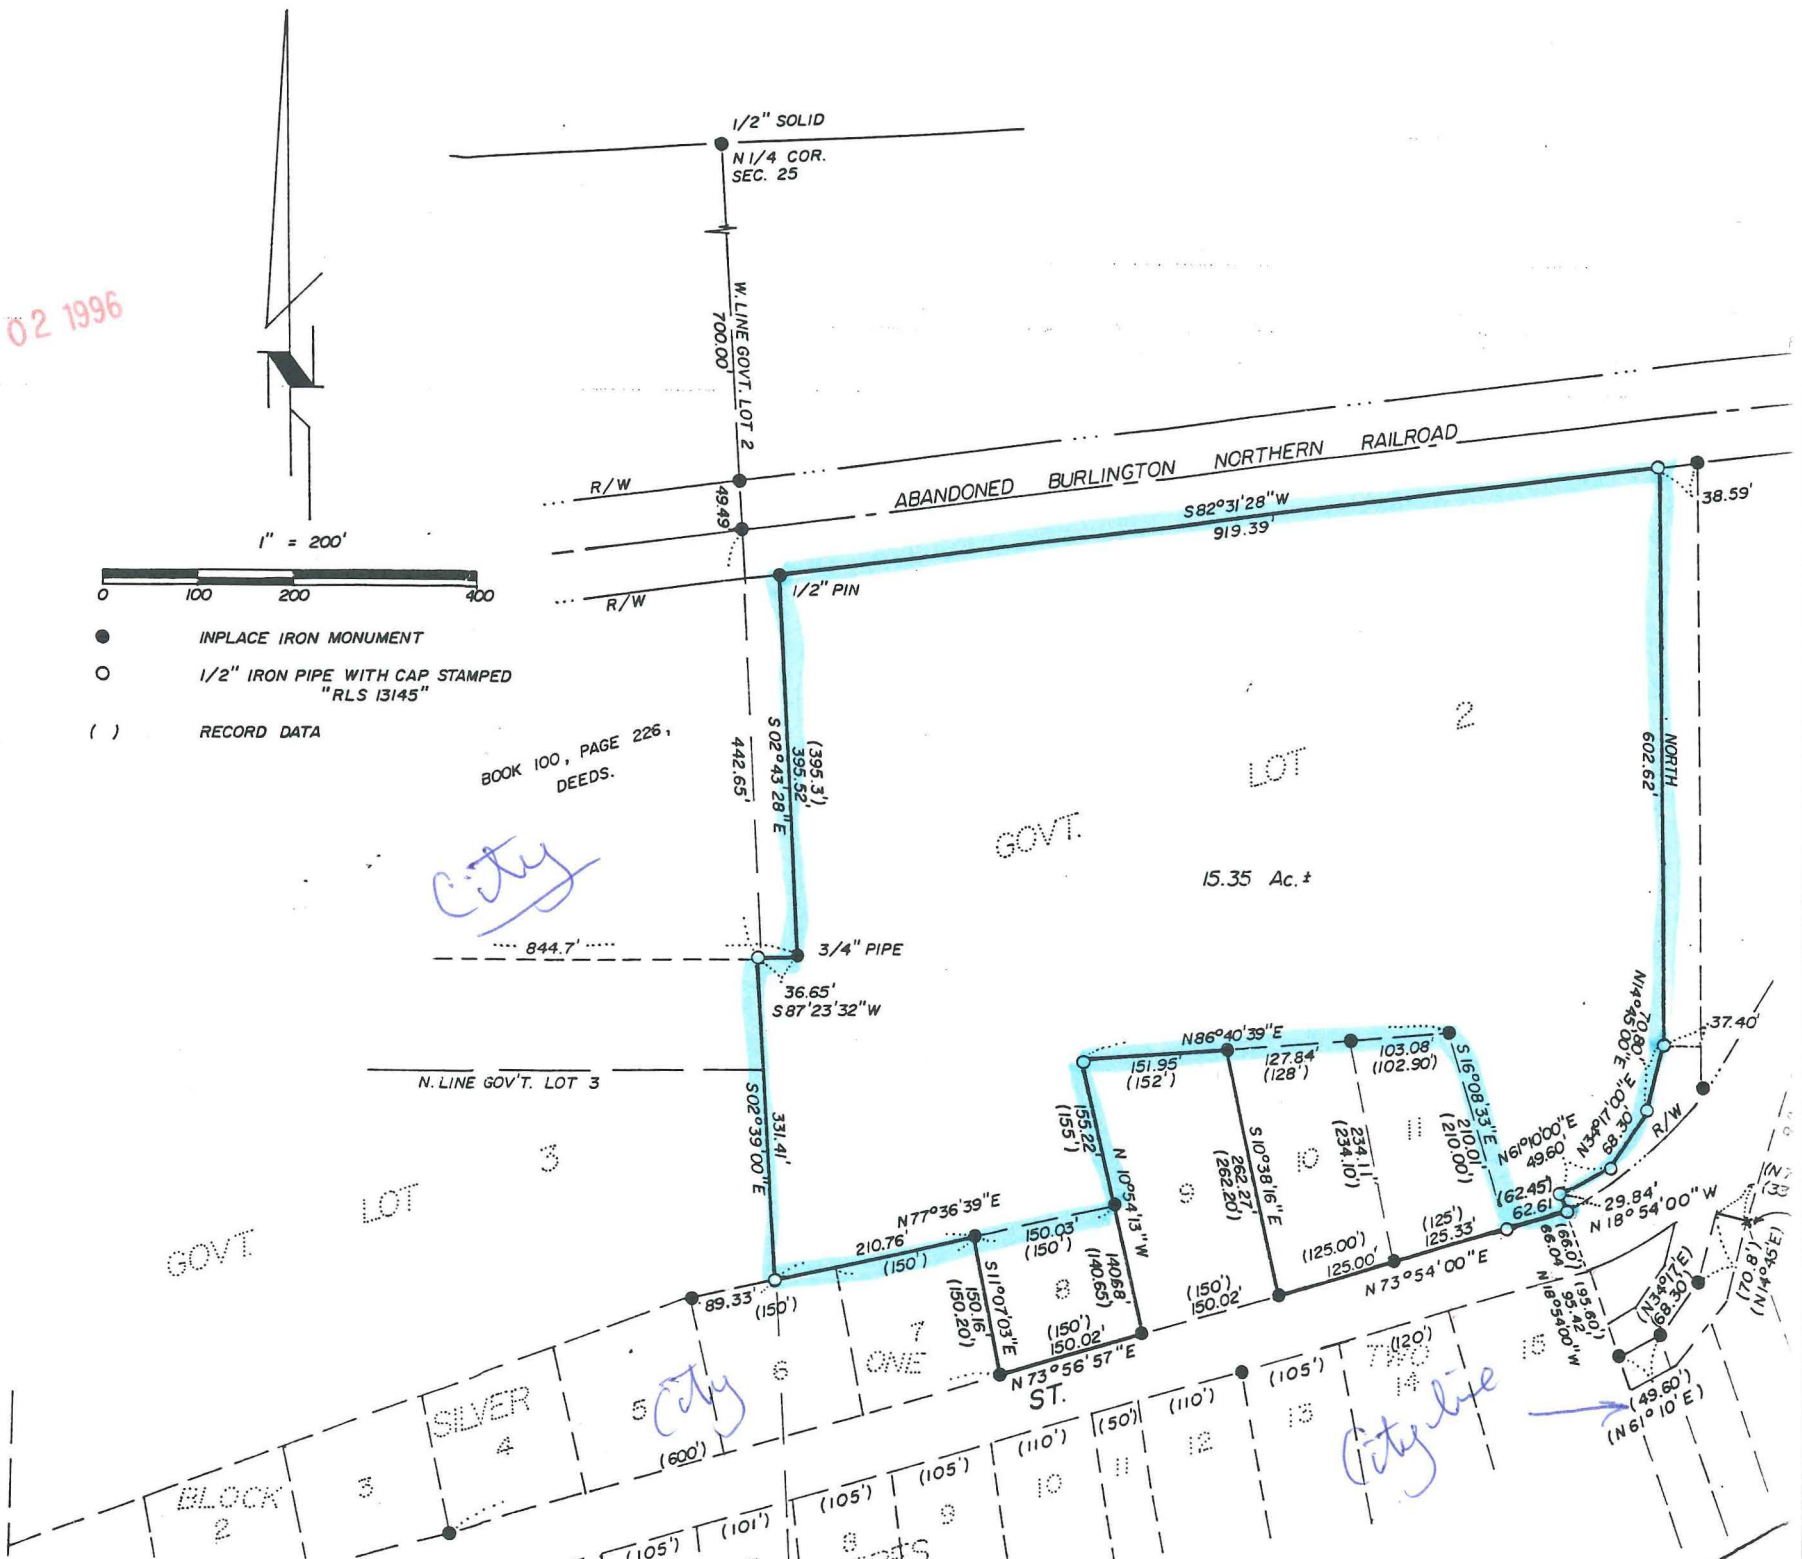 1/2" SOLID
N 1/4 COR.
SEC. 25
02 1996
W. LINE GOVT. LOT 2
700.00'
R/W
49.49'
ABANDONED BURLINGTON NORTHERN RAILROAD
S82°31'28"W
919.39'
38.59'
1" = 200'
0 100 200 400
1/2" PIN
R/W
INPLACE IRON MONUMENT
1/2" IRON PIPE WITH CAP STAMPED
"RLS 13145"
( ) RECORD DATA
BOOK 100, PAGE 226,
DEEDS.
442.65'
S02°43'28"E
395.52'
(395.3')
GOVT. LOT 2
NORTH
602.62'
15.35 Ac.±
City
844.7'
3/4" PIPE
36.65'
S87°23'32"W
N. LINE GOV'T. LOT 3
S02°39'00"E
331.41'
GOVT. LOT 3
N86°40'39"E
151.95'
(152')
127.84'
(128')
103.08'
(102.90')
155.22'
(155')
N 10°54'13"W
140.68'
(140.65')
S10°38'16"E
262.27'
(262.20')
234.11'
(234.10')
S16°08'33"E
210.01'
(210.00')
9
10
11
N14°45'00"E
70.80'
37.40'
N34°17'00"E
68.30'
R/W
N61°10'00"E
49.60'
(62.45')
62.61'
29.84'
N 18°54'00"W
(66.0')
66.04'
(95.60')
95.42'
N18°54'00"W
N77°36'39"E
210.76'
(150')
150.03'
(150')
89.33'
(150')
S11°07'03"E
150.16'
(150.20')
8
(150')
150.02'
N73°56'57"E
(150')
150.02'
(125.00')
125.00'
(125')
125.33'
N73°54'00"E
(N34°17'E)
68.30'
(70.8')
(N14°45'E)
(49.60')
(N61°10'E)
7
ONE
6
5
City
SILVER
4
3
BLOCK
2
(600')
ST.
TWO
(105')
(101')
(105')
(105')
(110')
(50')
(110')
(105')
(120')
8
9
10
11
12
13
14
15
City line